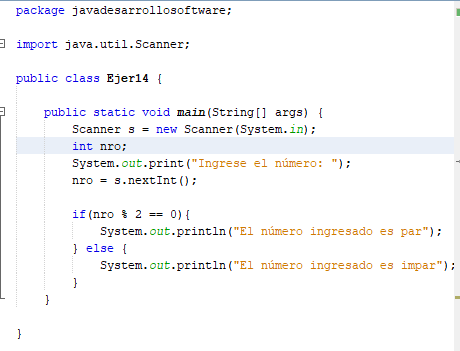 package javadesarrollosoftware;
import java.util.Scanner;
public class Ejer14 {
public static void main(String[] args) {
Scanner s = new Scanner(System.in);
int nro;
System.out.print("Ingrese el número: ");
nro = s.nextInt();
if(nro % 2 == 0){
System.out.println("El número ingresado es par");
} else {
System.out.println("El número ingresado es impar");
}
}
}